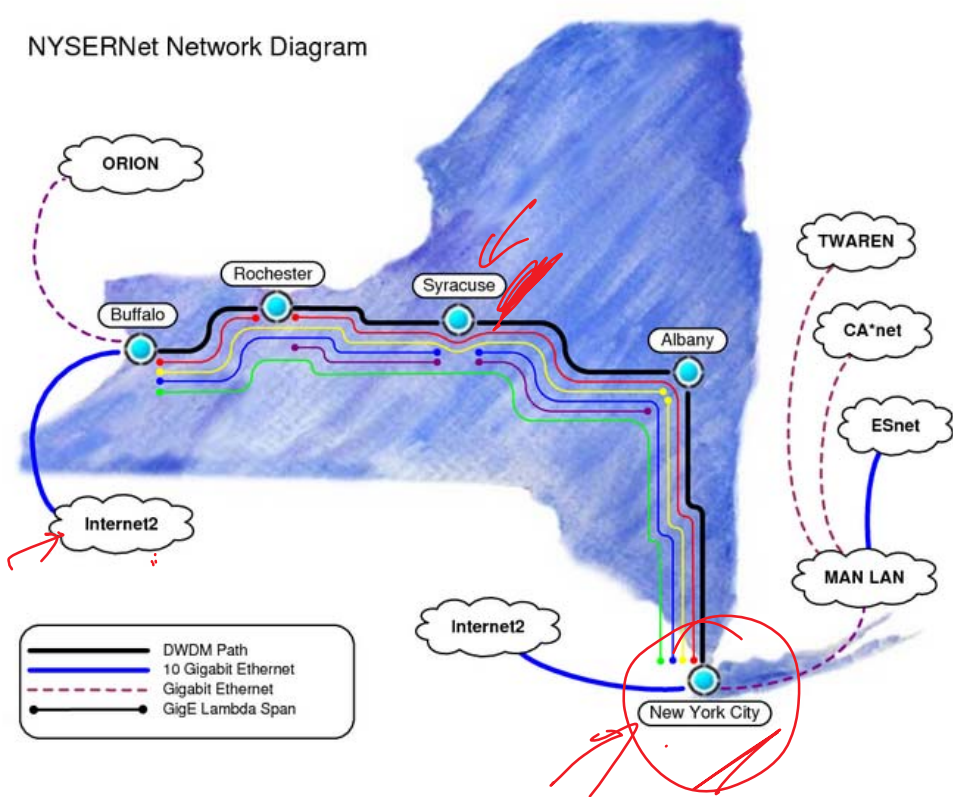 NYSERNet Network Diagram
ORION
TWAREN
Rochester
Syracuse
Buffalo
CA*net
Albany
ESnet
Internet2
MAN LAN
Internet2
DWDM Path
10 Gigabit Ethernet
Gigabit Ethernet
GigE Lambda Span
New York City